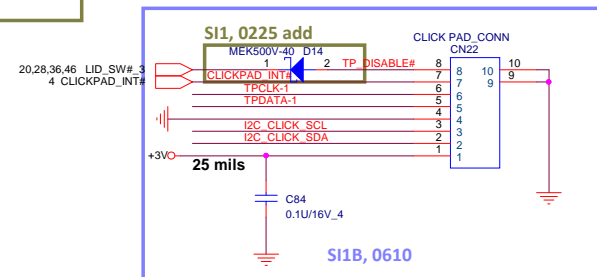 SI1, 0225 add
CLICK PAD_CONN
MEK500V-40 D14
CN22
20,28,36,46 LID_SW#_3
1
2
TP_DISABLE#
8
8
10
10
4 CLICKPAD_INT#
CLICKPAD_INT#
7
7
9
9
TPCLK-1
6
6
TPDATA-1
5
5
4
4
I2C_CLICK_SCL
3
3
I2C_CLICK_SDA
2
2
+3V
1
1
25 mils
C84
0.1U/16V_4
SI1B, 0610